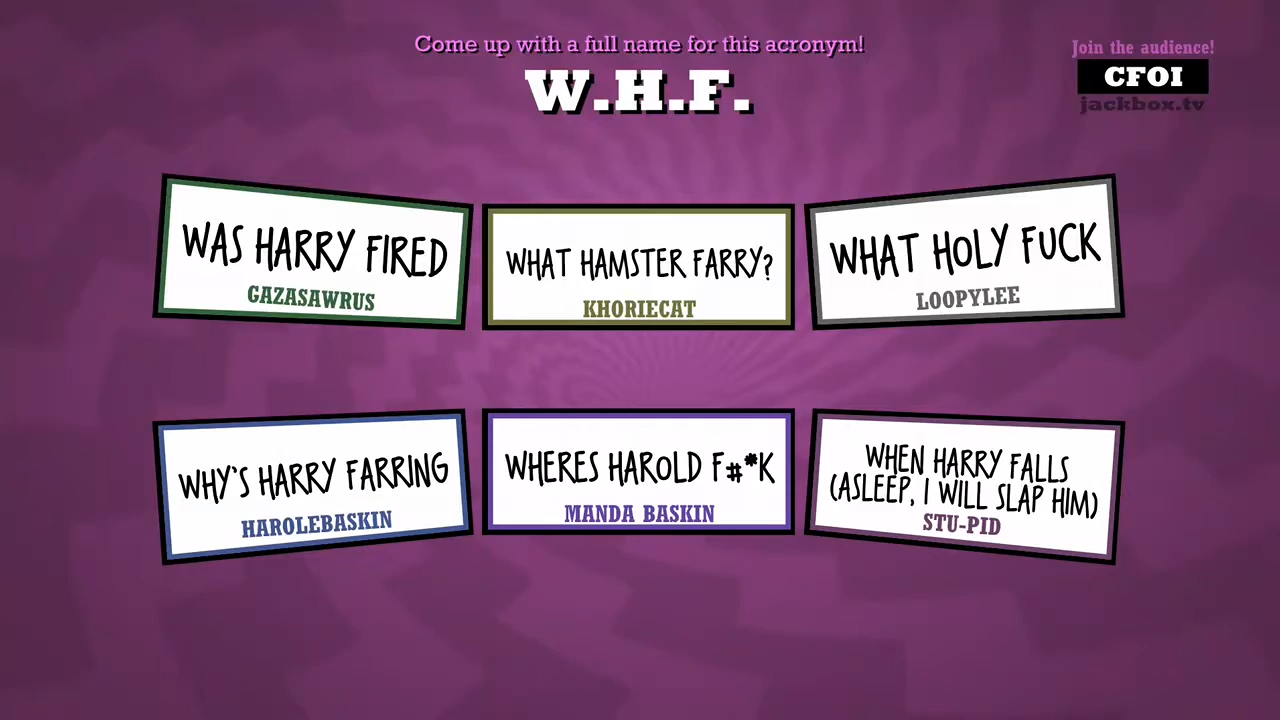 Come up with a full name for this acronym!
W.H.F.
Join the audience!
CFOI
jackbox.tv
WAS HARRY FIRED
GAZASAWRUS
WHAT HAMSTER FARRY?
KHORIECAT
WHAT HOLY FUCK
LOOPYLEE
WHY'S HARRY FARRING
HAROLEBASKIN
WHERES HAROLD F#*K
MANDA BASKIN
WHEN HARRY FALLS
(ASLEEP, I WILL SLAP HIM)
STU-PID